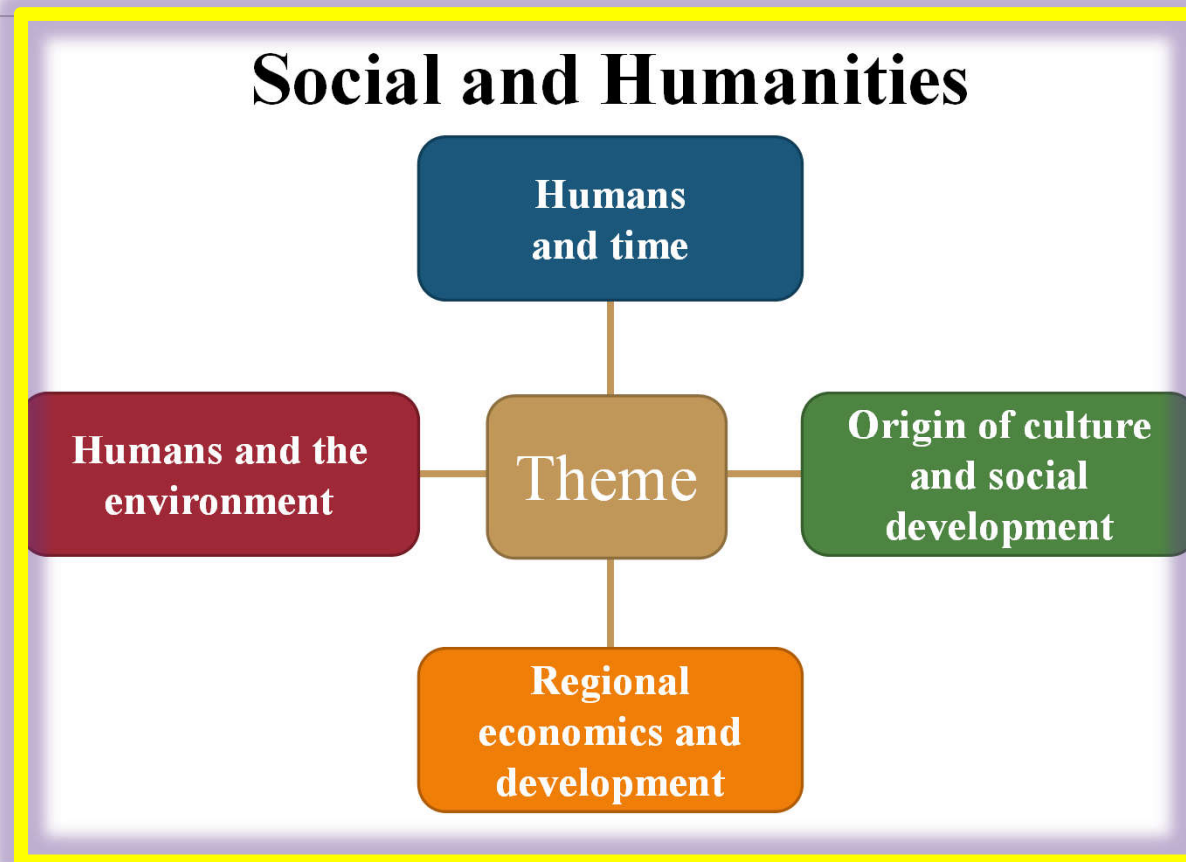 Social and Humanities
Humans
and time
Humans and the
environment
Theme
Origin of culture
and social
development
Regional
economics and
development